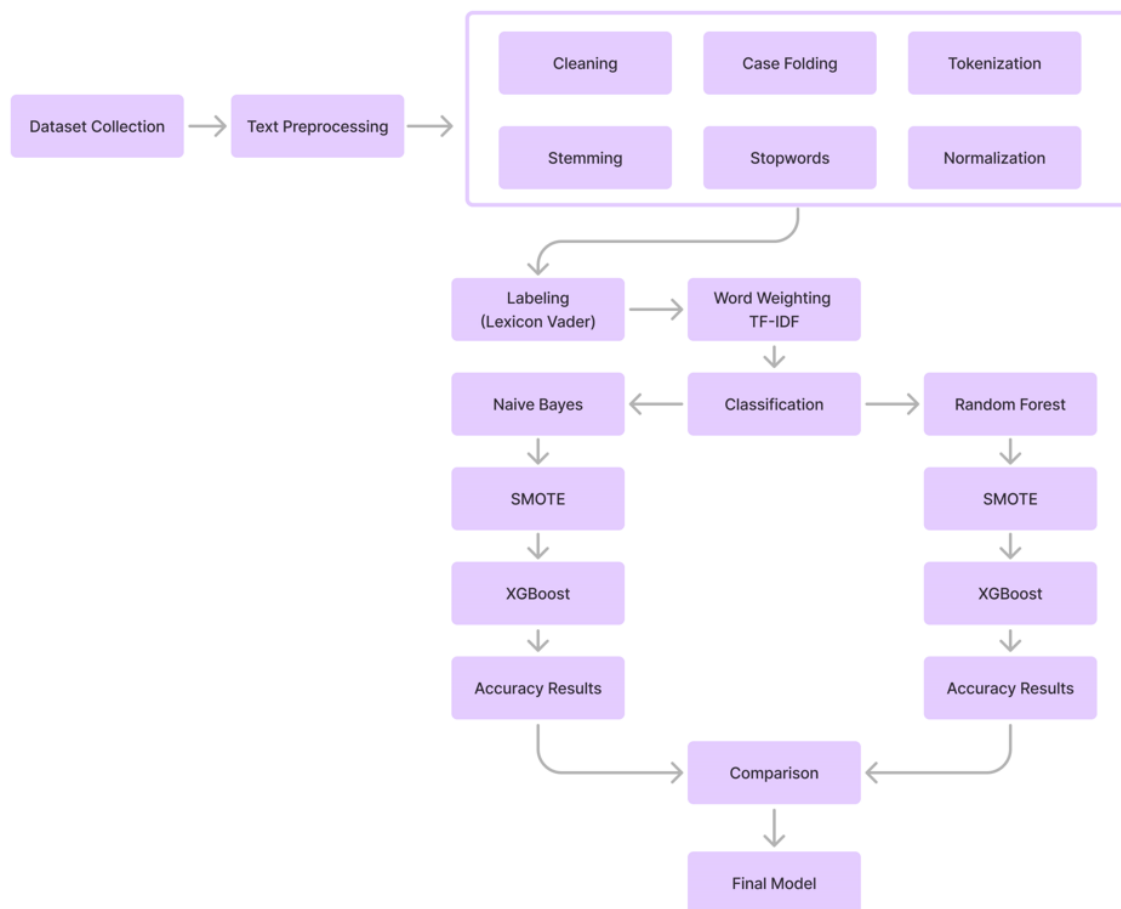 Cleaning
Case Folding
Tokenization
Dataset Collection
Text Preprocessing
Stemming
Stopwords
Normalization
Labeling
(Lexicon Vader)
Word Weighting
TF-IDF
Naive Bayes
Classification
Random Forest
SMOTE
SMOTE
XGBoost
XGBoost
Accuracy Results
Accuracy Results
Comparison
Final Model